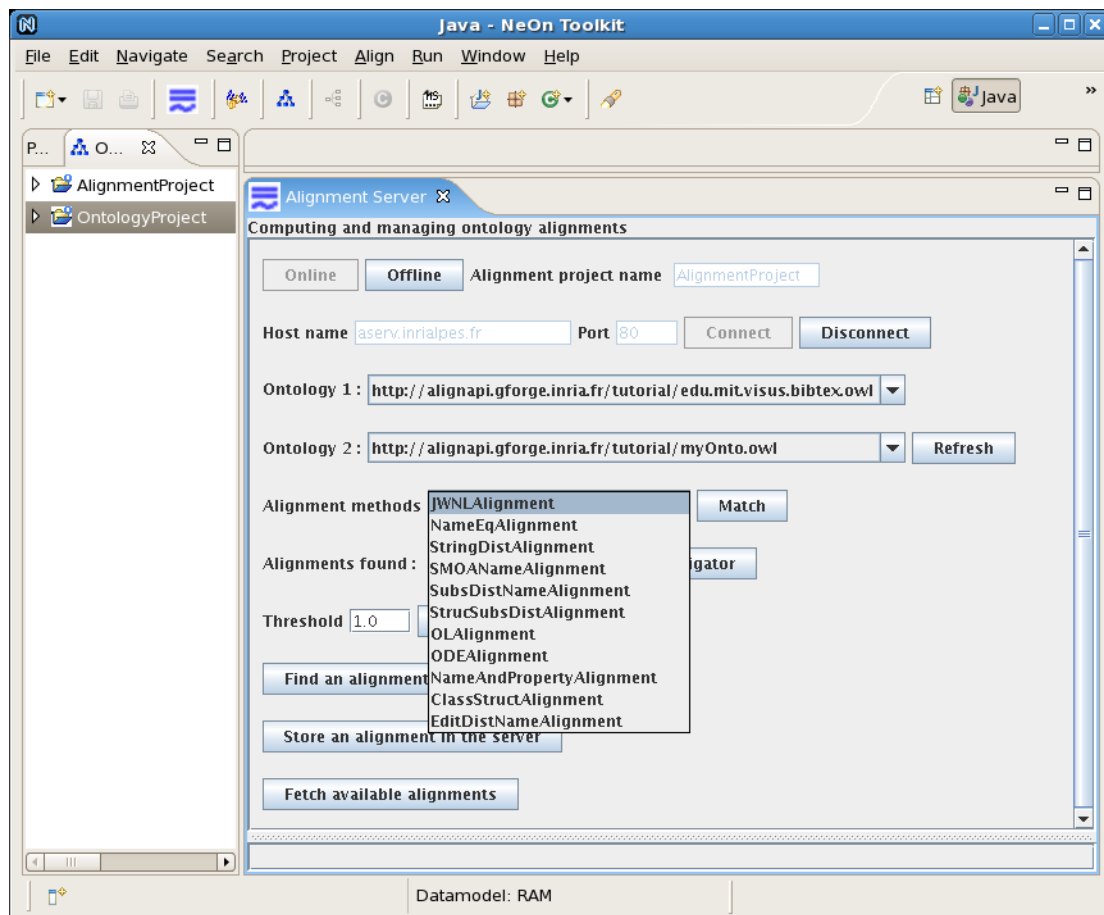 Java - NeOn Toolkit
File Edit Navigate Search Project Align Run Window Help
Java »
P... O...
AlignmentProject
OntologyProject
Alignment Server
Computing and managing ontology alignments
Online Offline Alignment project name AlignmentProject
Host name aserv.inrialpes.fr Port 80 Connect Disconnect
Ontology 1 : http://alignapi.gforge.inria.fr/tutorial/edu.mit.visus.bibtex.owl
Ontology 2 : http://alignapi.gforge.inria.fr/tutorial/myOnto.owl Refresh
Alignment methods JWNLAlignment Match
NameEqAlignment
StringDistAlignment
Alignments found : SMOANameAlignment igator
SubsDistNameAlignment
Threshold 1.0 StrucSubsDistAlignment
OLAlignment
ODEAlignment
Find an alignment NameAndPropertyAlignment
ClassStructAlignment
EditDistNameAlignment
Store an alignment in the server
Fetch available alignments
Datamodel: RAM